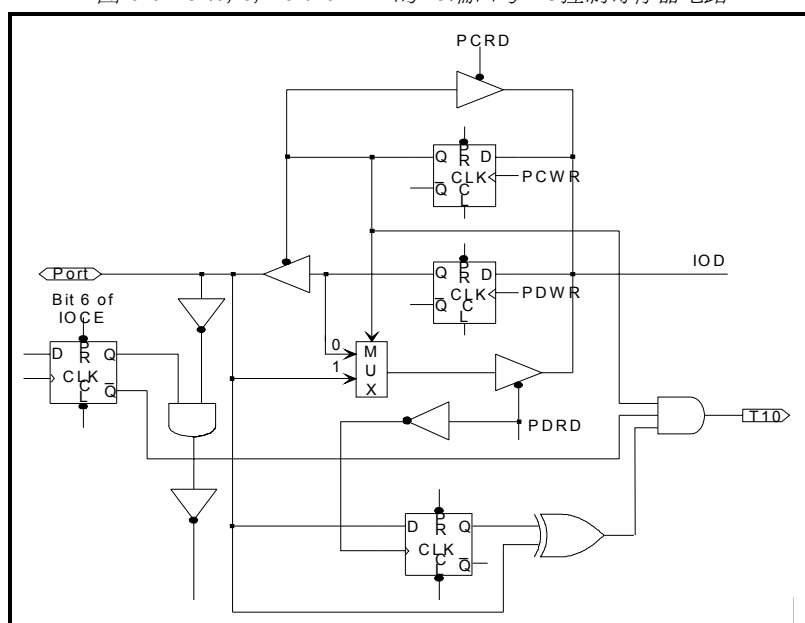 PCRD
P
Q R D
CLK
PCWR
Q̅ C
L
Port
P
Q R D
CLK
PDWR
Q̅ C
L
IOD
Bit 6 of
IOCE
P
D R Q
CLK
C Q̅
L
0
1
M
U
X
PDRD
T10
P
D R Q
CLK
C Q̅
L